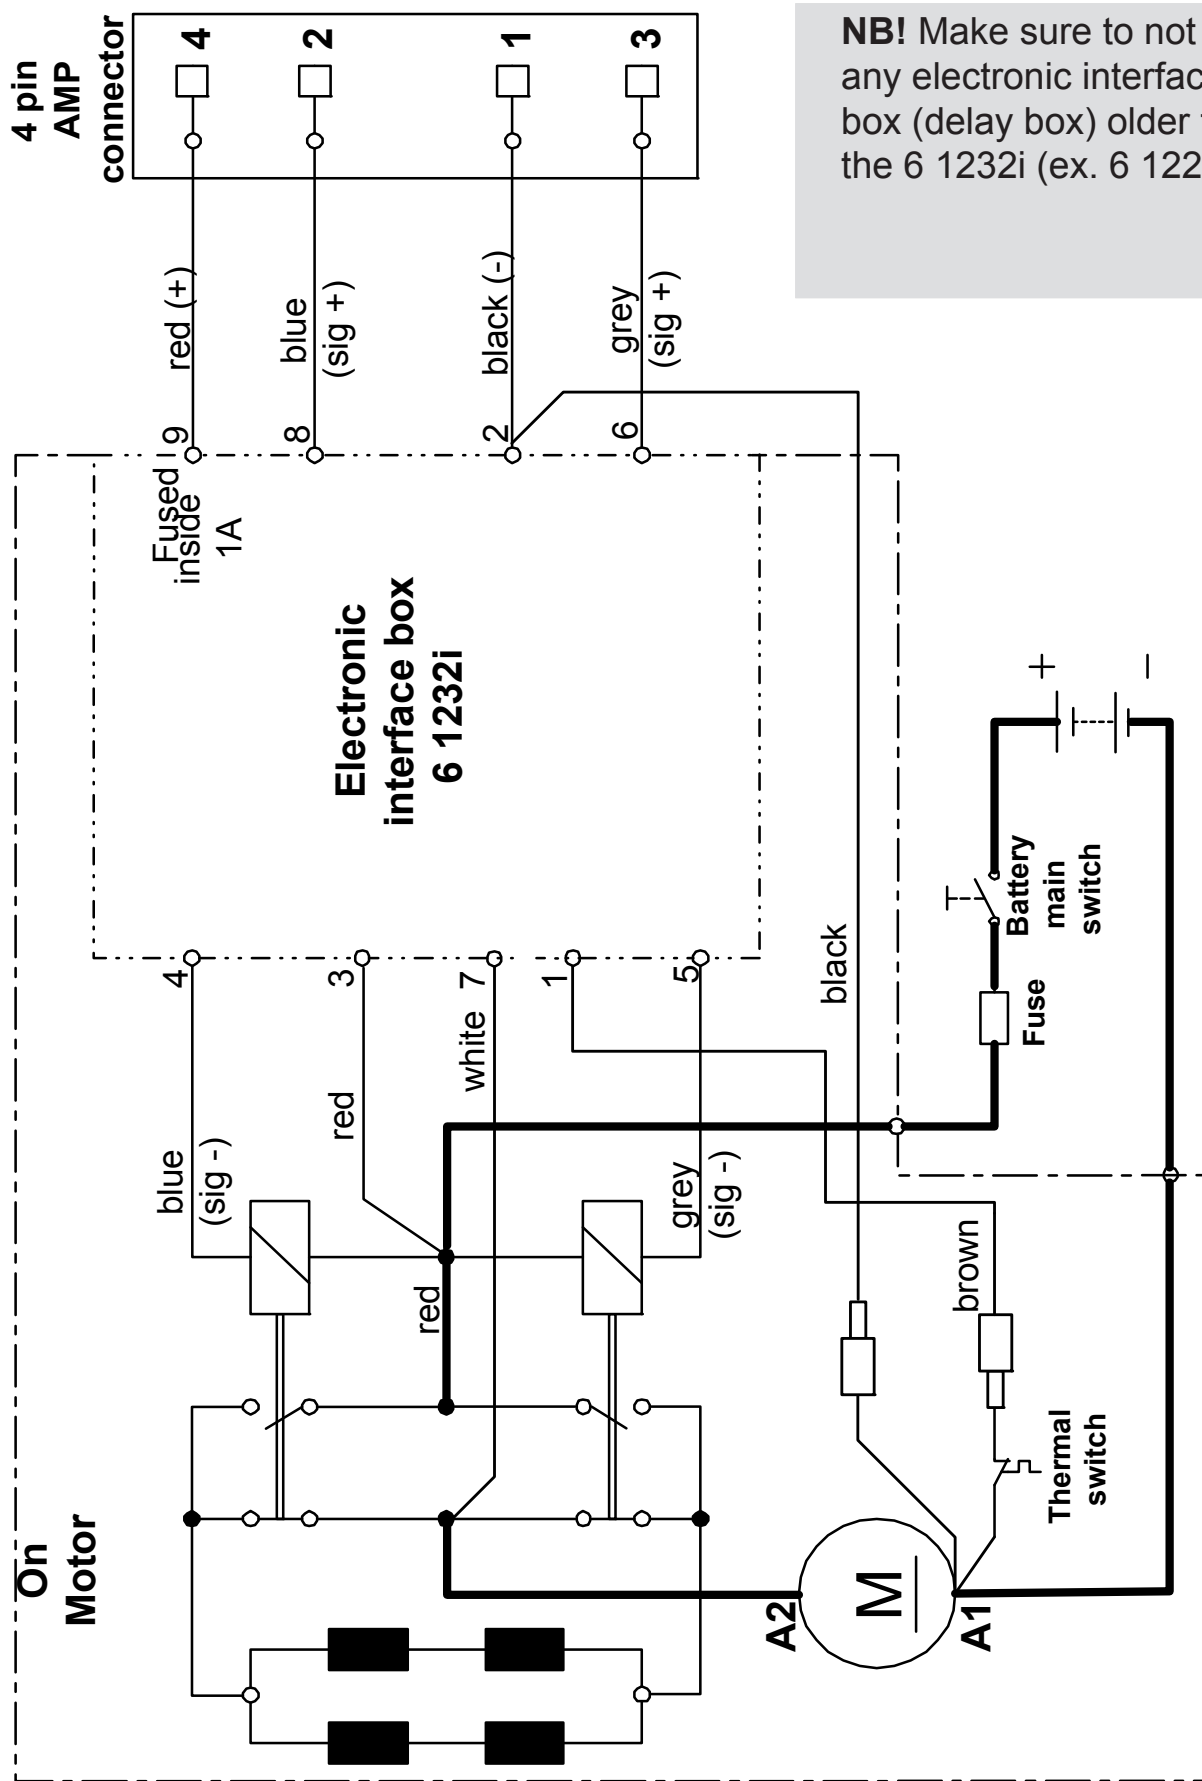 4 pin
AMP
connector
4
2
1
3
NB! Make sure to not
any electronic interfac
box (delay box) older
the 6 1232i (ex. 6 122
red (+)
blue
(sig +)
black (-)
grey
(sig +)
9
8
2
6
Fused
inside
1A
Electronic
interface box
6 1232i
+
-
Battery
main
switch
Fuse
black
4
3
7
1
5
white
red
blue
(sig -)
grey
(sig -)
red
brown
Thermal
switch
On
Motor
A2
M
A1